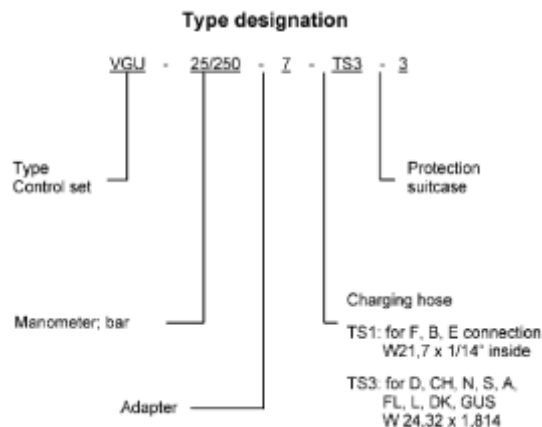 Type designation
VGU - 25/250 - 7 - TS3 - 3
Type
Control set
Protection
suitcase
Manometer; bar
Charging hose
TS1: for F, B, E connection
W21,7 x 1/14" inside
TS3: for D, CH, N, S, A,
FL, L, DK, GUS
W 24,32 x 1,814
Adapter